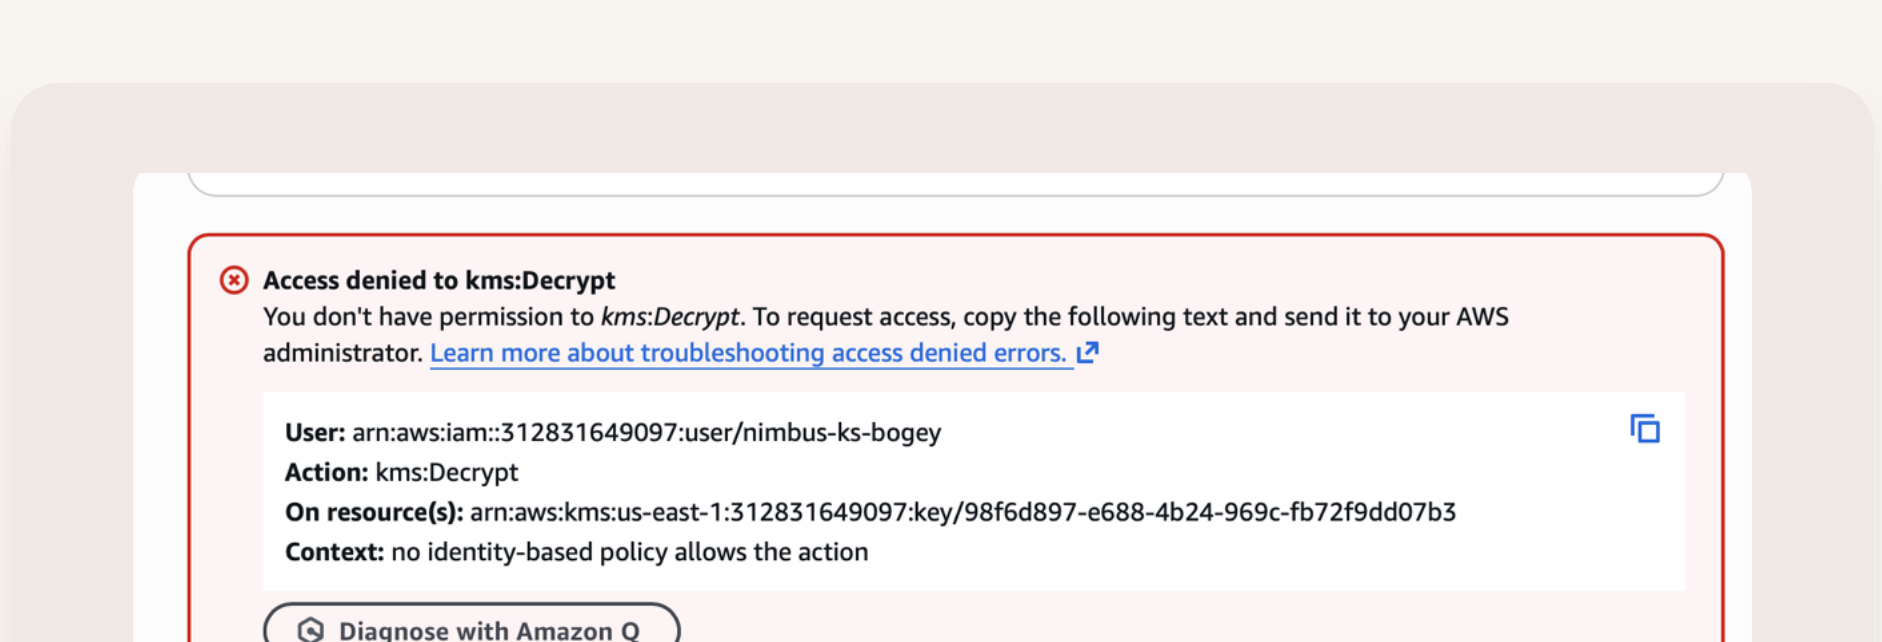 Access denied to kms:Decrypt
You don't have permission to kms:Decrypt. To request access, copy the following text and send it to your AWS
administrator. Learn more about troubleshooting access denied errors.
User: arn:aws:iam::312831649097:user/nimbus-ks-bogey
Action: kms:Decrypt
On resource(s): arn:aws:kms:us-east-1:312831649097:key/98f6d897-e688-4b24-969c-fb72f9dd07b3
Context: no identity-based policy allows the action
Diagnose with Amazon Q